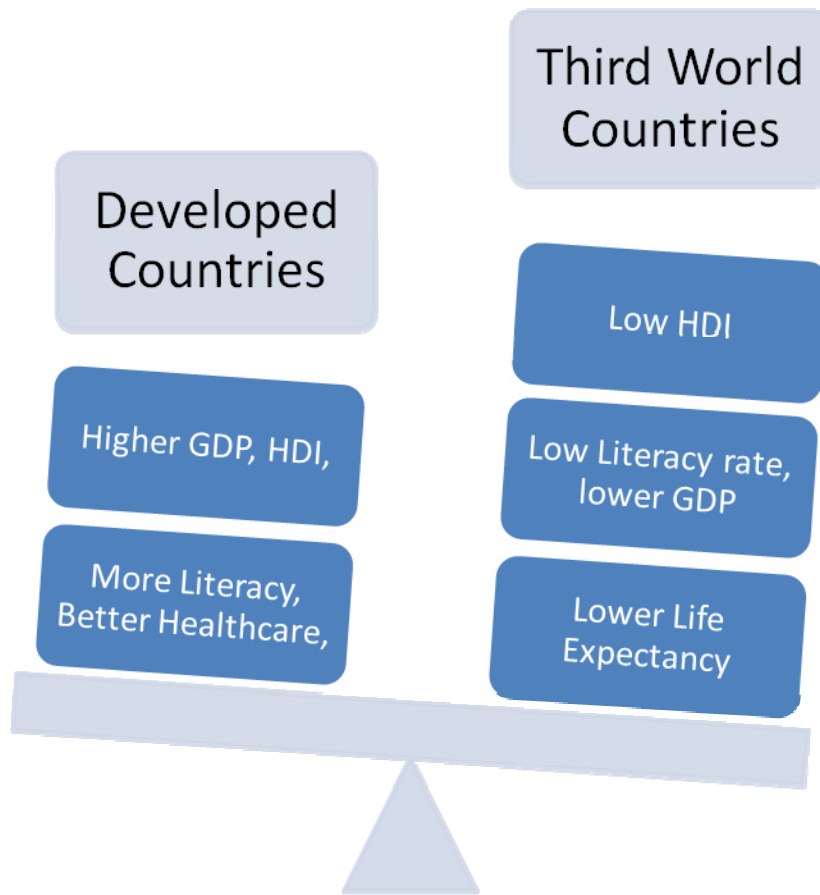 Developed
Countries
Higher GDP, HDI,
More Literacy,
Better Healthcare,
Third World
Countries
Low HDI
Low Literacy rate,
lower GDP
Lower Life
Expectancy